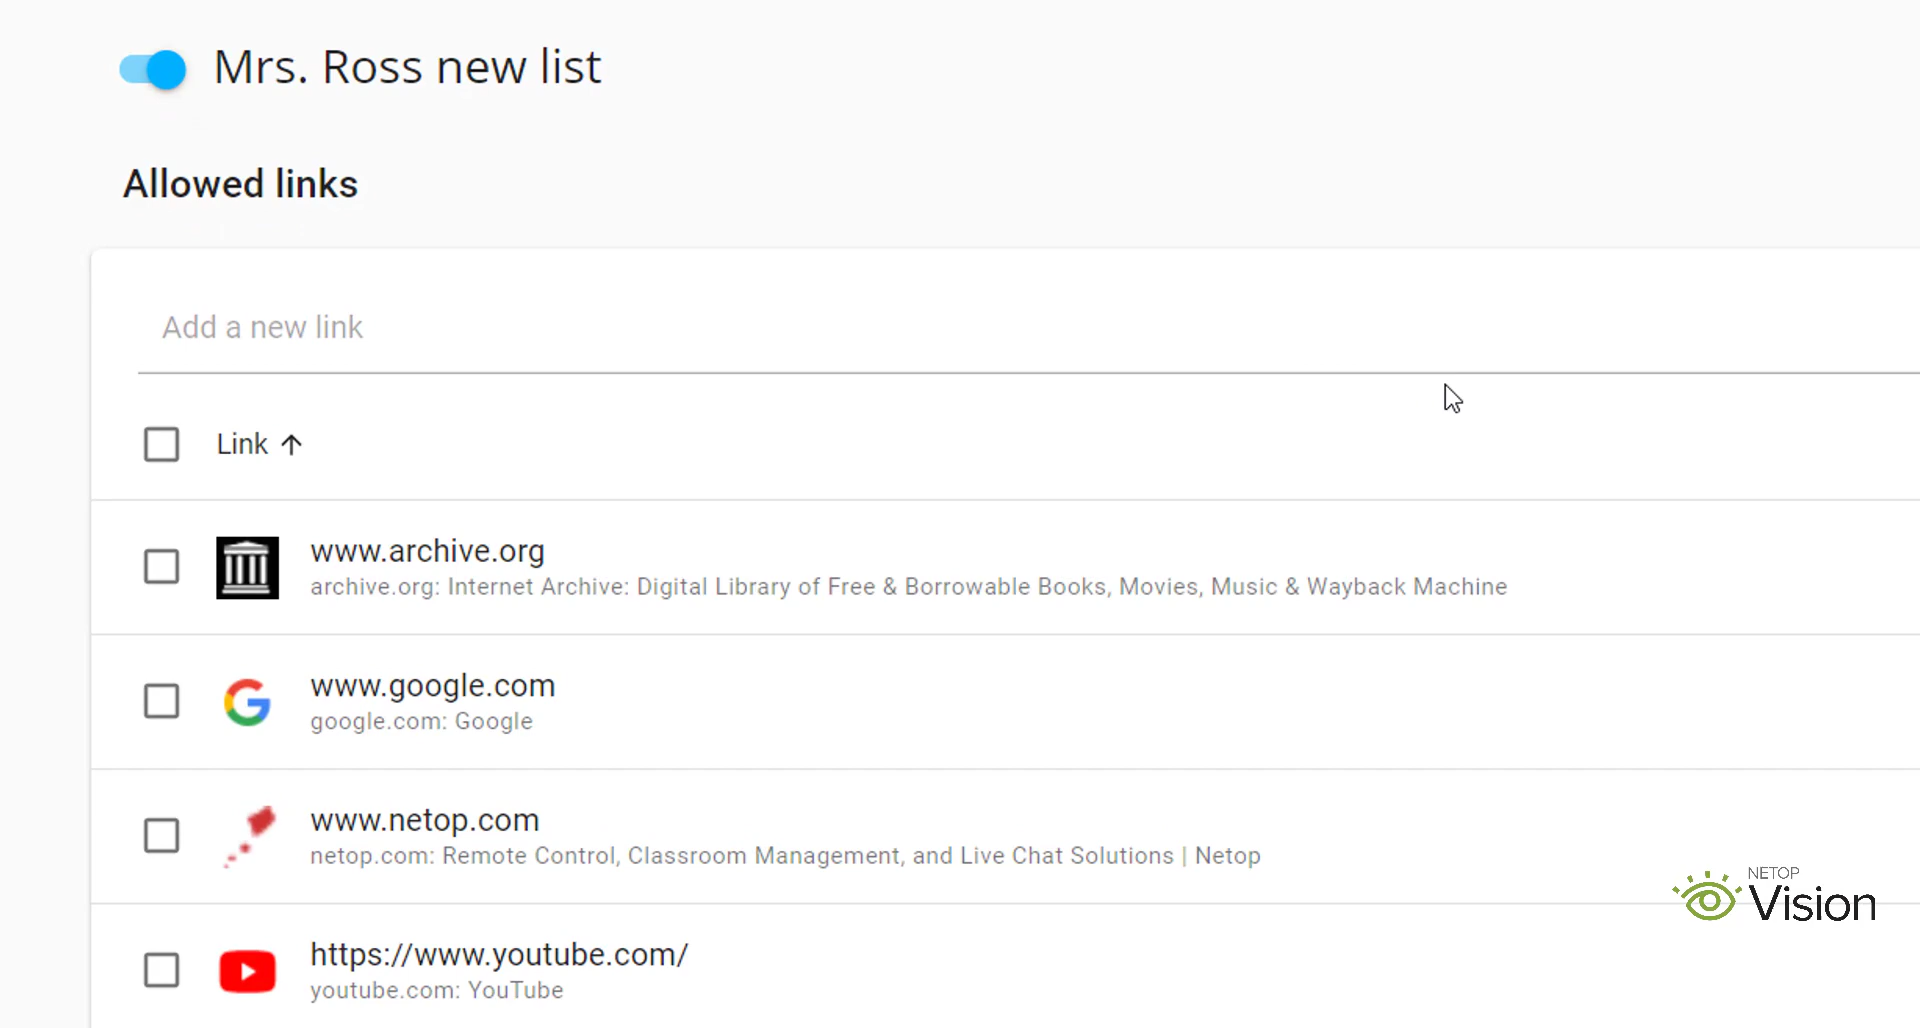 Mrs. Ross new list
Allowed links
Add a new link
Link
www.archive.org
archive.org: Internet Archive: Digital Library of Free & Borrowable Books, Movies, Music & Wayback Machine
www.google.com
google.com: Google
www.netop.com
netop.com: Remote Control, Classroom Management, and Live Chat Solutions | Netop
NETOP
Vision
https://www.youtube.com/
youtube.com: YouTube